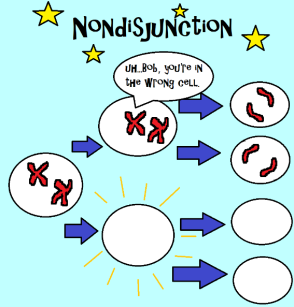 NONDISJUNCTION
UH...BOB, YOU'RE IN
THE WRONG CELL.